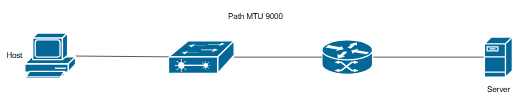 Path MTU 9000
Host
Server